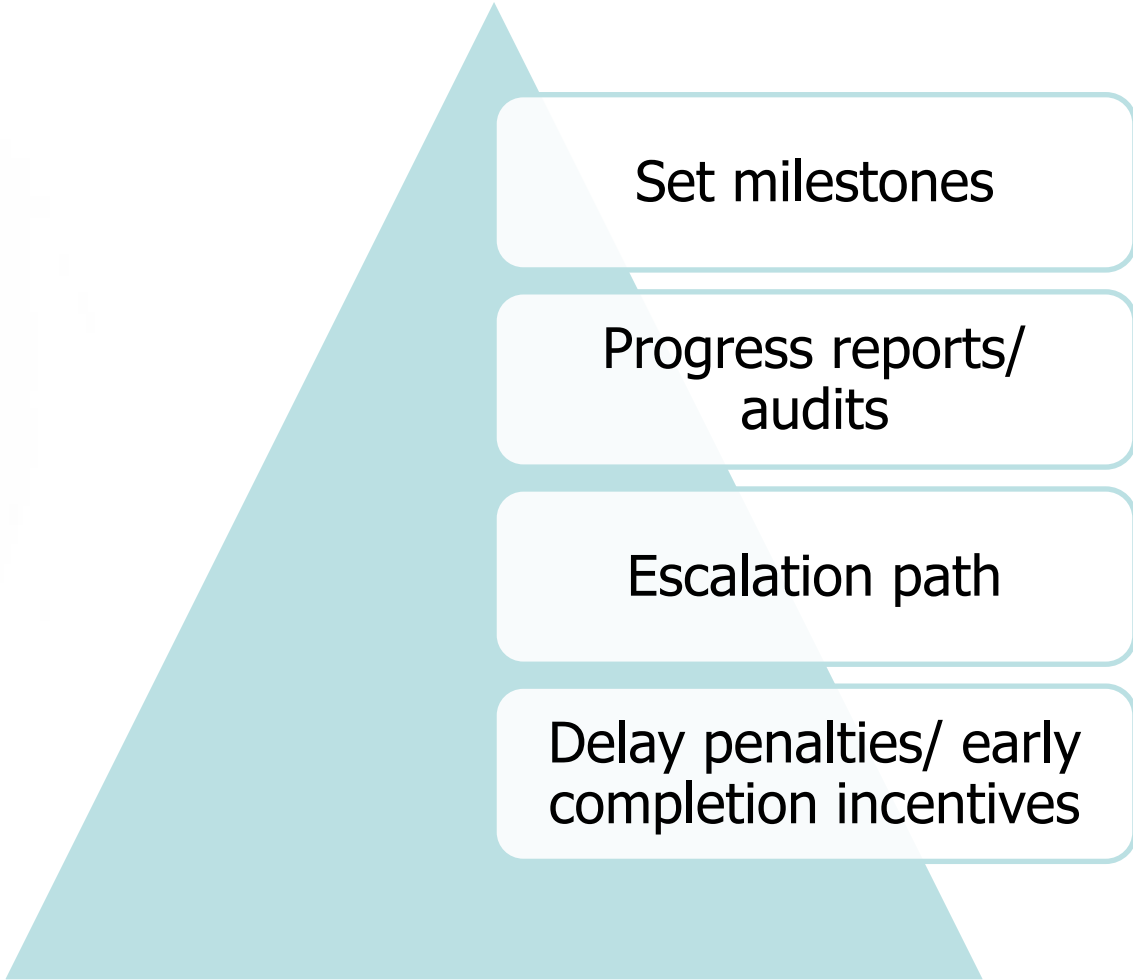 Set milestones
Progress reports/
audits
Escalation path
Delay penalties/ early
completion incentives